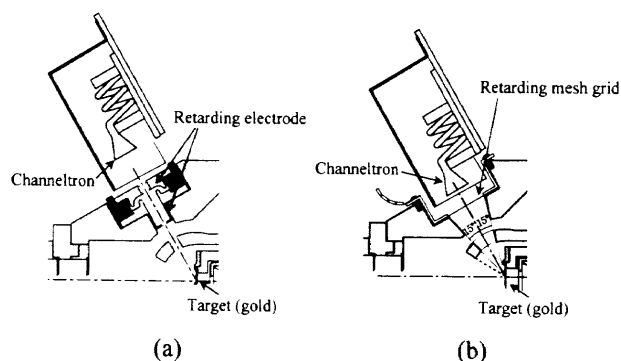 Retarding electrode
Channeltron
Target (gold)
(a)
Retarding mesh grid
Channeltron
15° 15°
Target (gold)
(b)